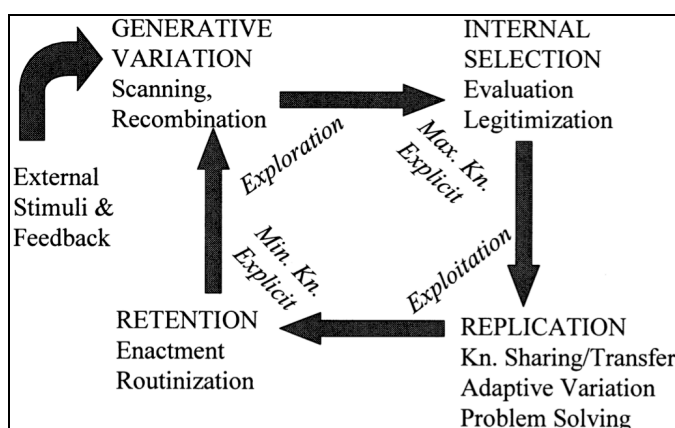 GENERATIVE
VARIATION
Scanning,
Recombination
INTERNAL
SELECTION
Evaluation
Legitimization
External
Stimuli &
Feedback
Exploration
Max. Kn.
Explicit
Min. Kn.
Explicit
Exploitation
RETENTION
Enactment
Routinization
REPLICATION
Kn. Sharing/Transfer
Adaptive Variation
Problem Solving